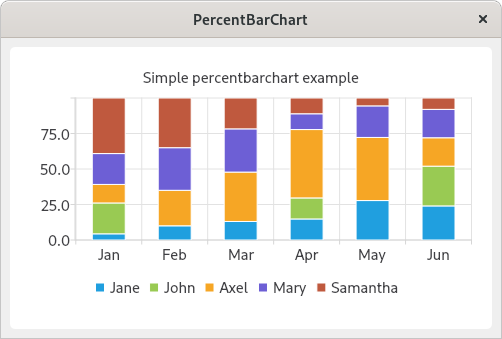 PercentBarChart ×
Simple percentbarchart example
75.0
50.0
25.0
0.0
Jan Feb Mar Apr May Jun
Jane John Axel Mary Samantha